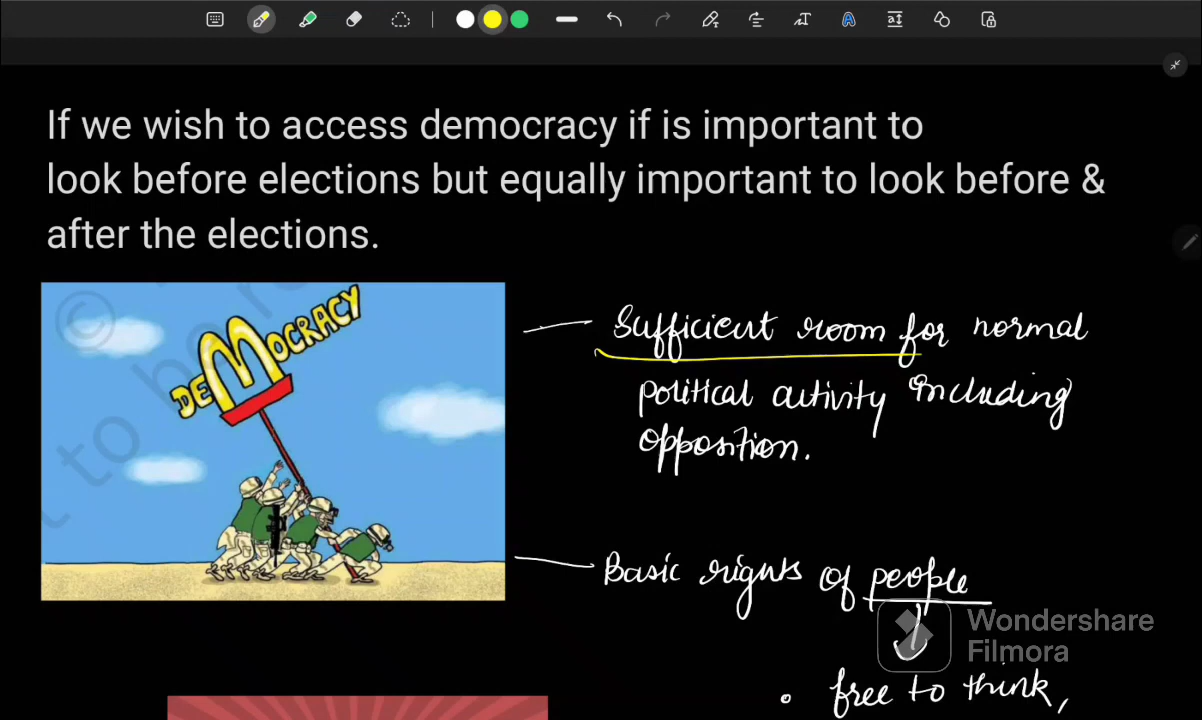 If we wish to access democracy if is important to
look before elections but equally important to look before &
after the elections.
DEMOCRACY
Sufficient room for normal
political activity including
opposition.
Basic rights of people
Wondershare
Filmora
• free to think,